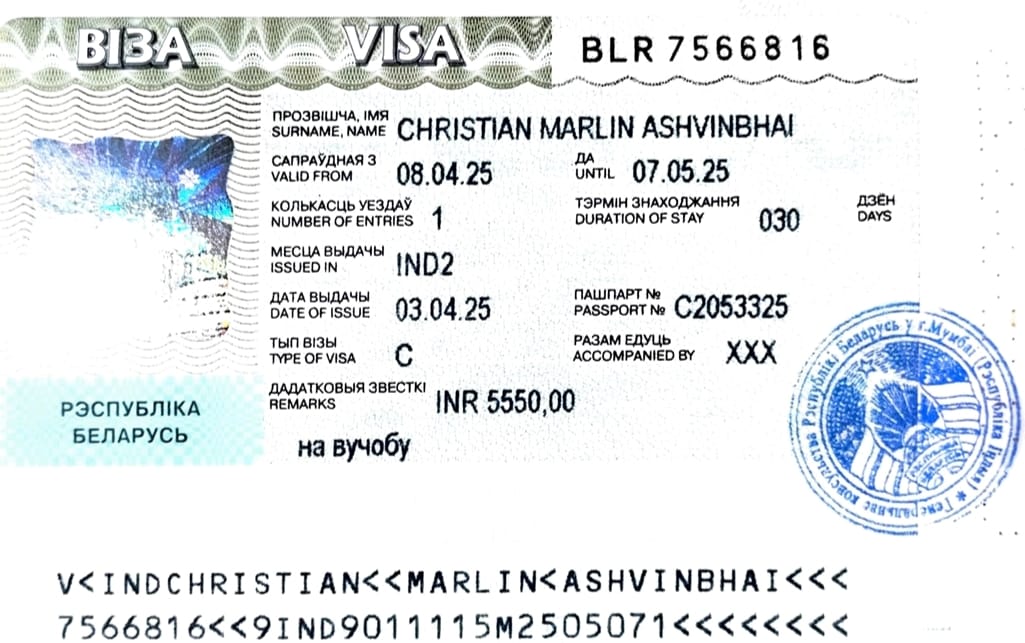 ВІЗА VISA BLR 7566816
ПРОЗВІШЧА, ІМЯ
SURNAME, NAME CHRISTIAN MARLIN ASHVINBHAI
САПРАЎДНАЯ З ДА
VALID FROM 08.04.25 UNTIL 07.05.25
КОЛЬКАСЦЬ УЕЗДАЎ ТЭРМІН ЗНАХОДЖАННЯ ДЗЁН
NUMBER OF ENTRIES 1 DURATION OF STAY 030 DAYS
МЕСЦА ВЫДАЧЫ
ISSUED IN IND2
ДАТА ВЫДАЧЫ ПАШПАРТ №
DATE OF ISSUE 03.04.25 PASSPORT № C2053325
ТЫП ВІЗЫ РАЗАМ ЕДУЦЬ
TYPE OF VISA C ACCOMPANIED BY XXX
ДАДАТКОВЫЯ ЗВЕСТКІ
REMARKS INR 5550,00
на вучобу
РЭСПУБЛІКА
БЕЛАРУСЬ
Генеральнае консульства Рэспублікі Беларусь у г.Мумбаі (Рэспубліка Індыя) *
V<INDCHRISTIAN<<MARLIN<ASHVINBHAI<<<
7566816<<9IND9011115M2505071<<<<<<<<